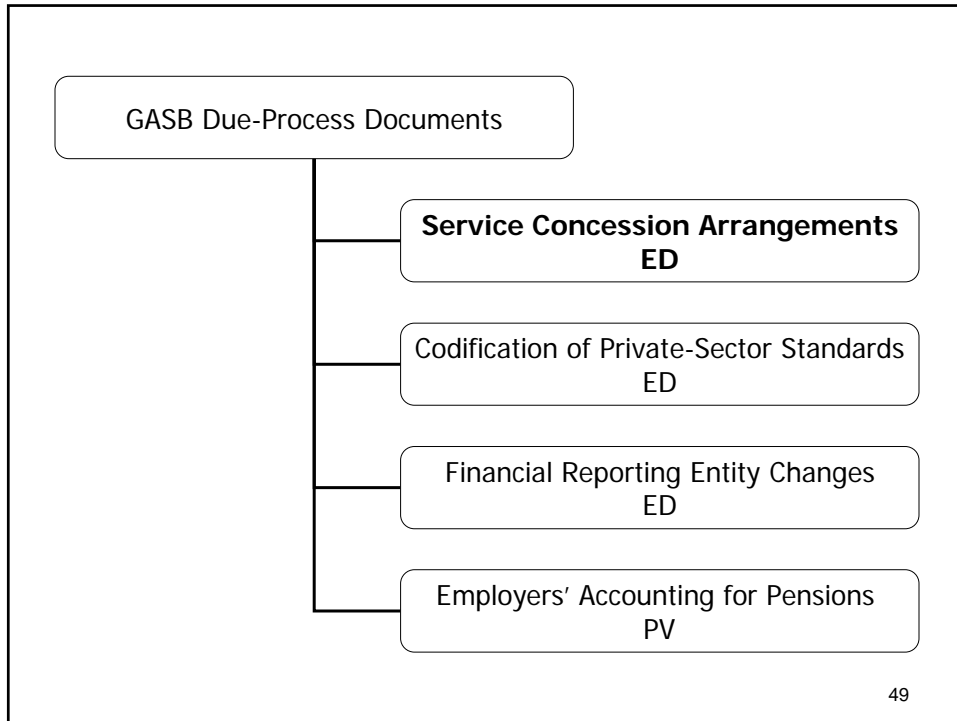 GASB Due-Process Documents
Service Concession Arrangements
ED
Codification of Private-Sector Standards
ED
Financial Reporting Entity Changes
ED
Employers’ Accounting for Pensions
PV
49